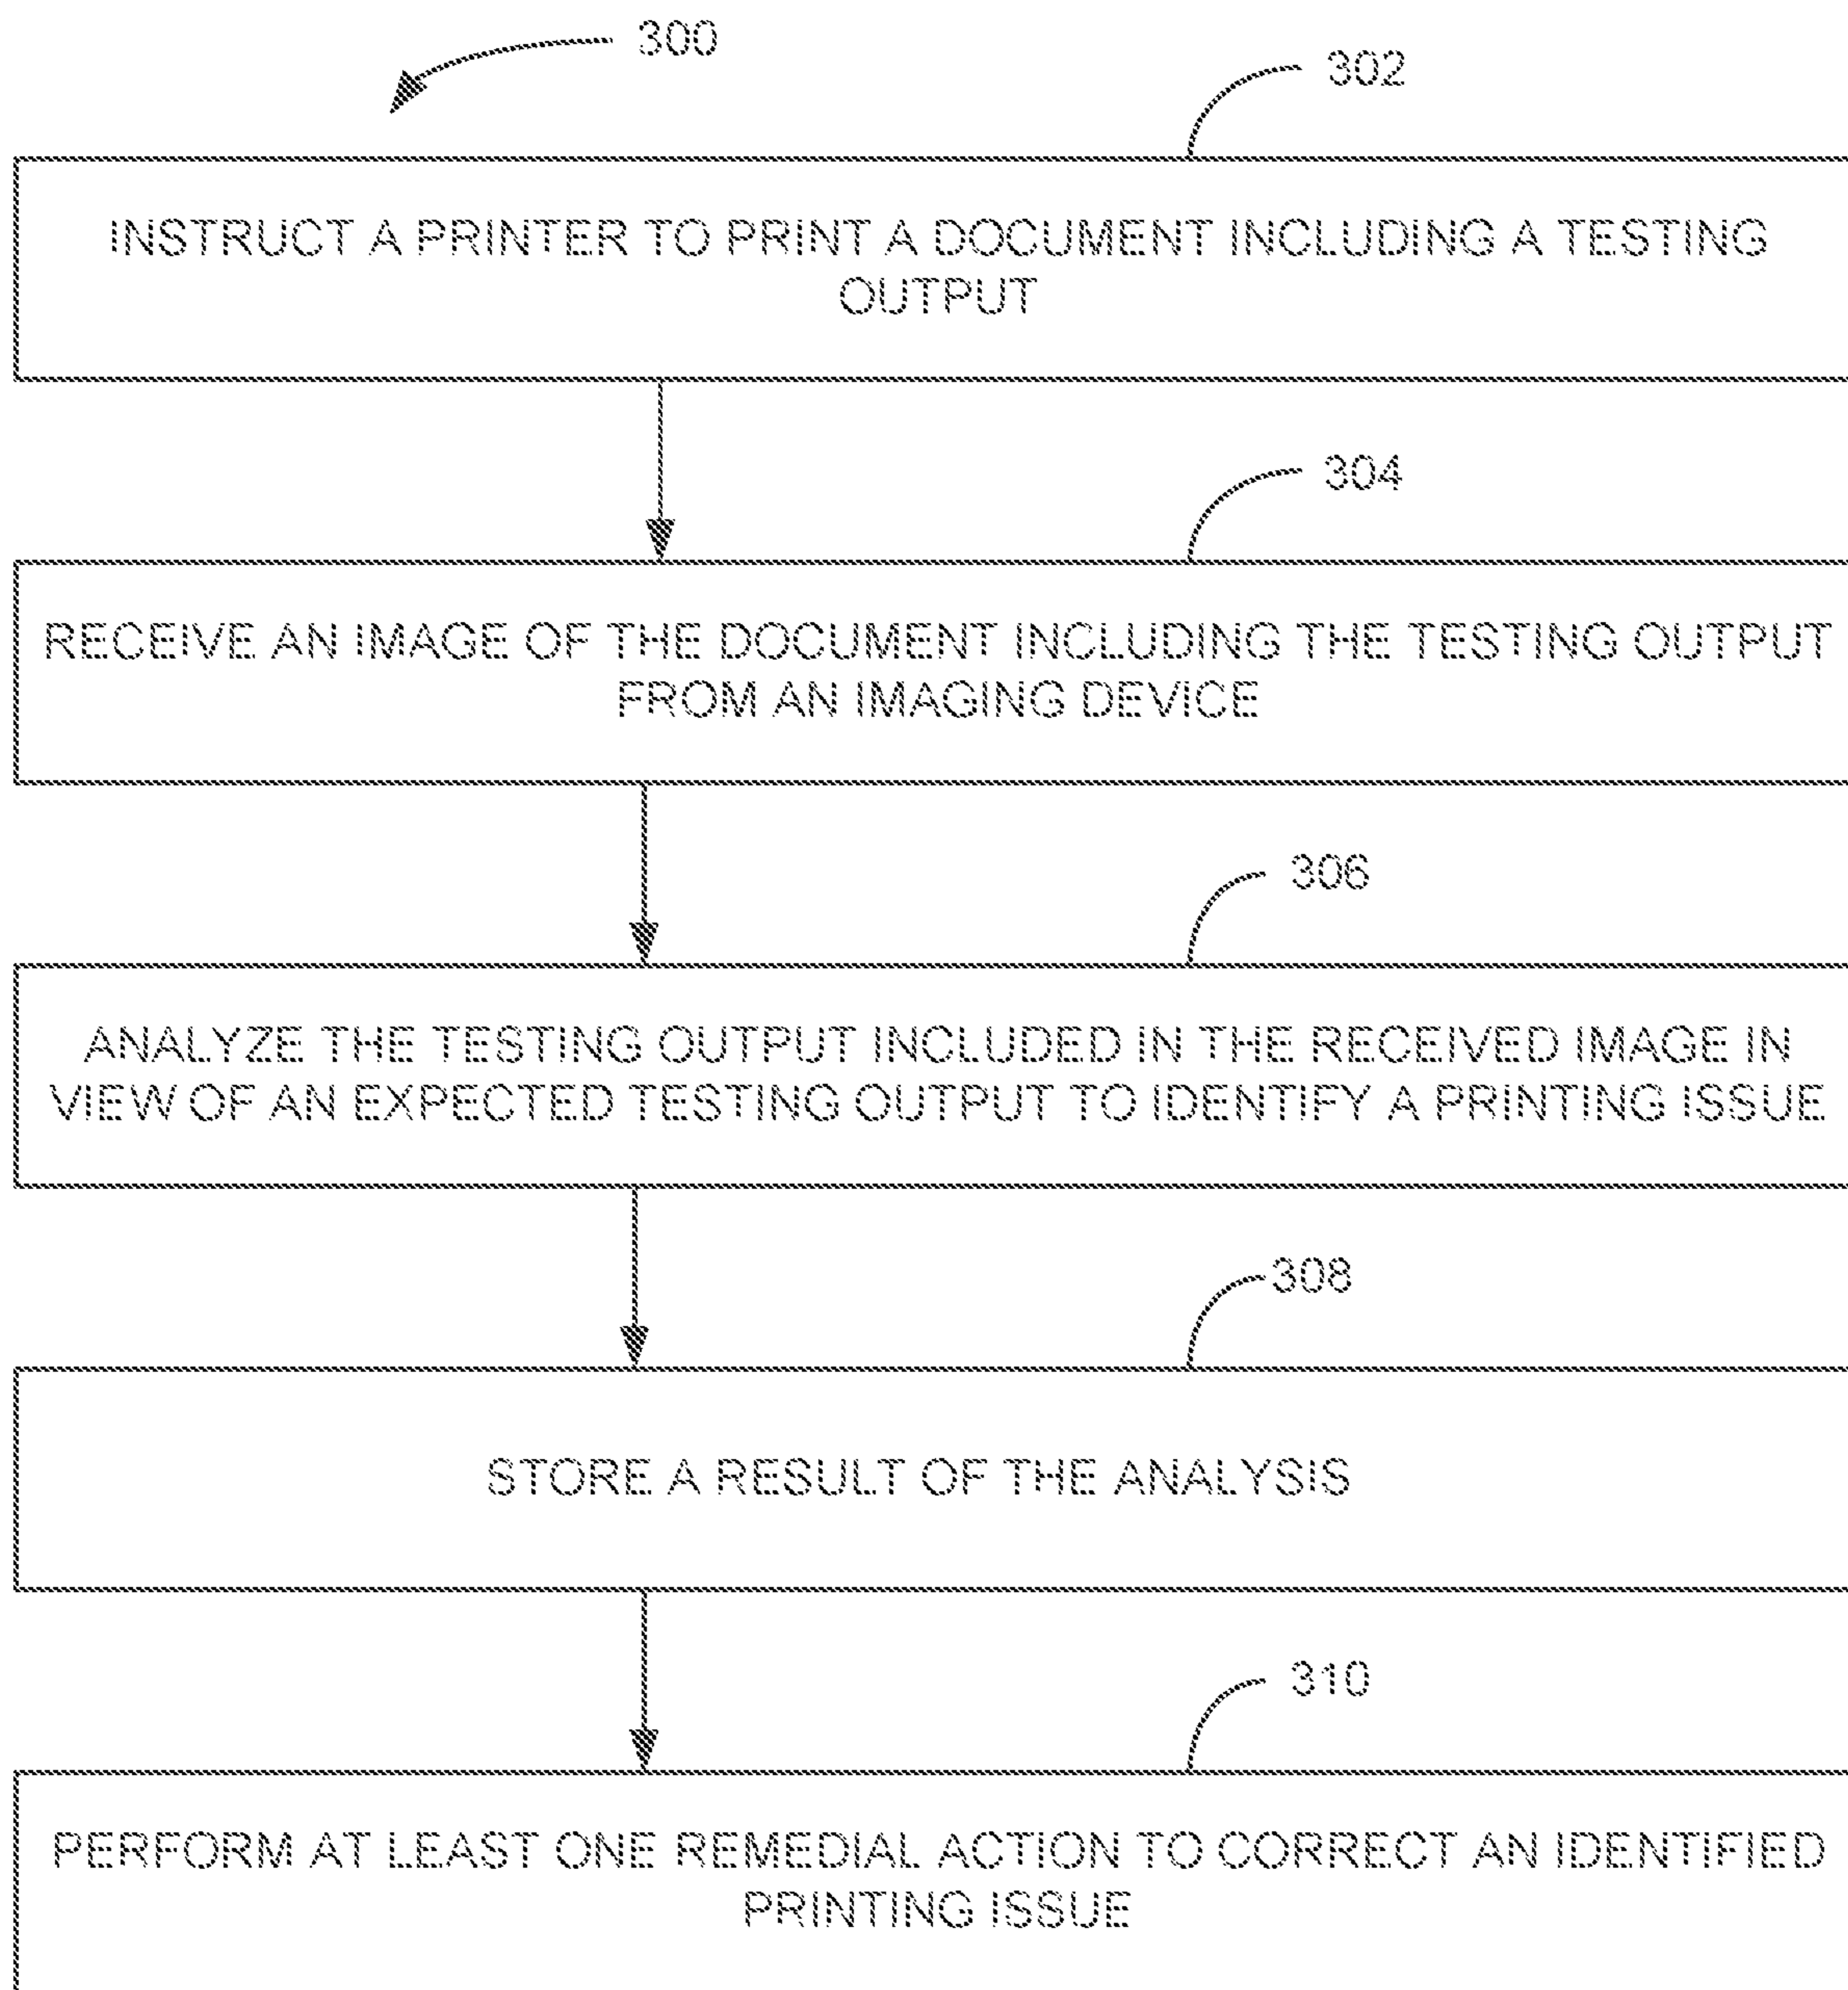 300
302
INSTRUCT A PRINTER TO PRINT A DOCUMENT INCLUDING A TESTING
OUTPUT
304
RECEIVE AN IMAGE OF THE DOCUMENT INCLUDING THE TESTING OUTPUT
FROM AN IMAGING DEVICE
306
ANALYZE THE TESTING OUTPUT INCLUDED IN THE RECEIVED IMAGE IN
VIEW OF AN EXPECTED TESTING OUTPUT TO IDENTIFY A PRINTING ISSUE
308
STORE A RESULT OF THE ANALYSIS
310
PERFORM AT LEAST ONE REMEDIAL ACTION TO CORRECT AN IDENTIFIED
PRINTING ISSUE